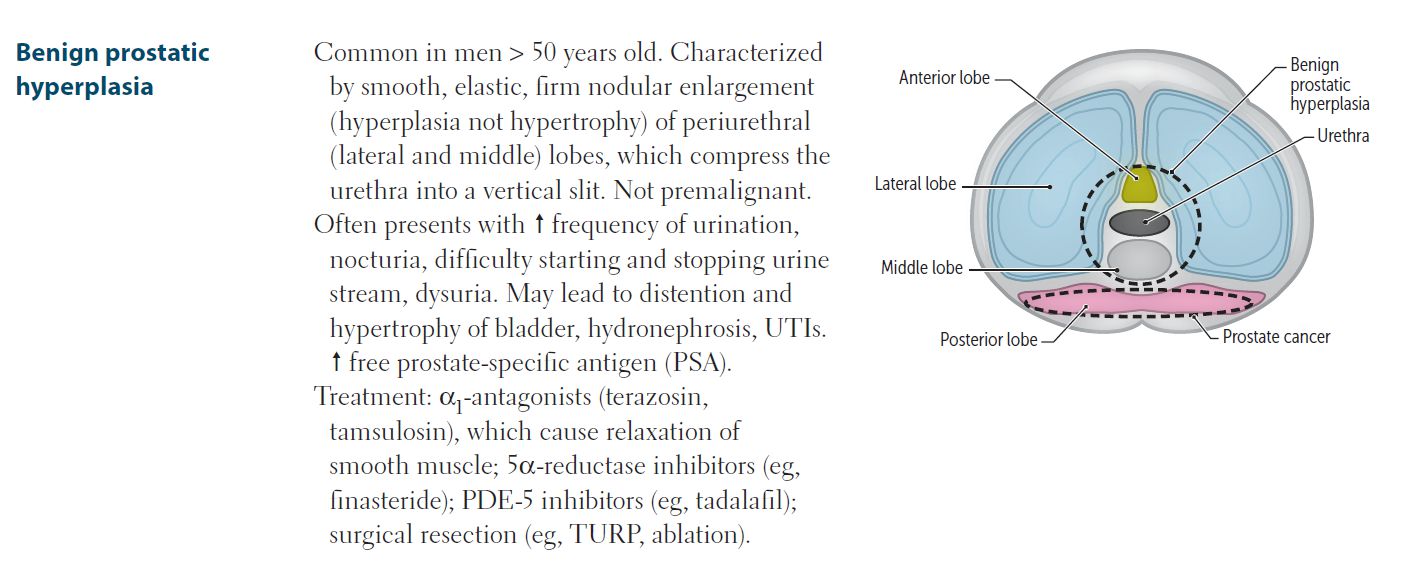 Benign prostatic
hyperplasia
Common in men > 50 years old. Characterized
by smooth, elastic, firm nodular enlargement
(hyperplasia not hypertrophy) of periurethral
(lateral and middle) lobes, which compress the
urethra into a vertical slit. Not premalignant.
Often presents with ↑ frequency of urination,
nocturia, difficulty starting and stopping urine
stream, dysuria. May lead to distention and
hypertrophy of bladder, hydronephrosis, UTIs.
↑ free prostate-specific antigen (PSA).
Treatment: α₁-antagonists (terazosin,
tamsulosin), which cause relaxation of
smooth muscle; 5α-reductase inhibitors (eg,
finasteride); PDE-5 inhibitors (eg, tadalafil);
surgical resection (eg, TURP, ablation).
Anterior lobe
Lateral lobe
Middle lobe
Posterior lobe
Benign
prostatic
hyperplasia
Urethra
Prostate cancer